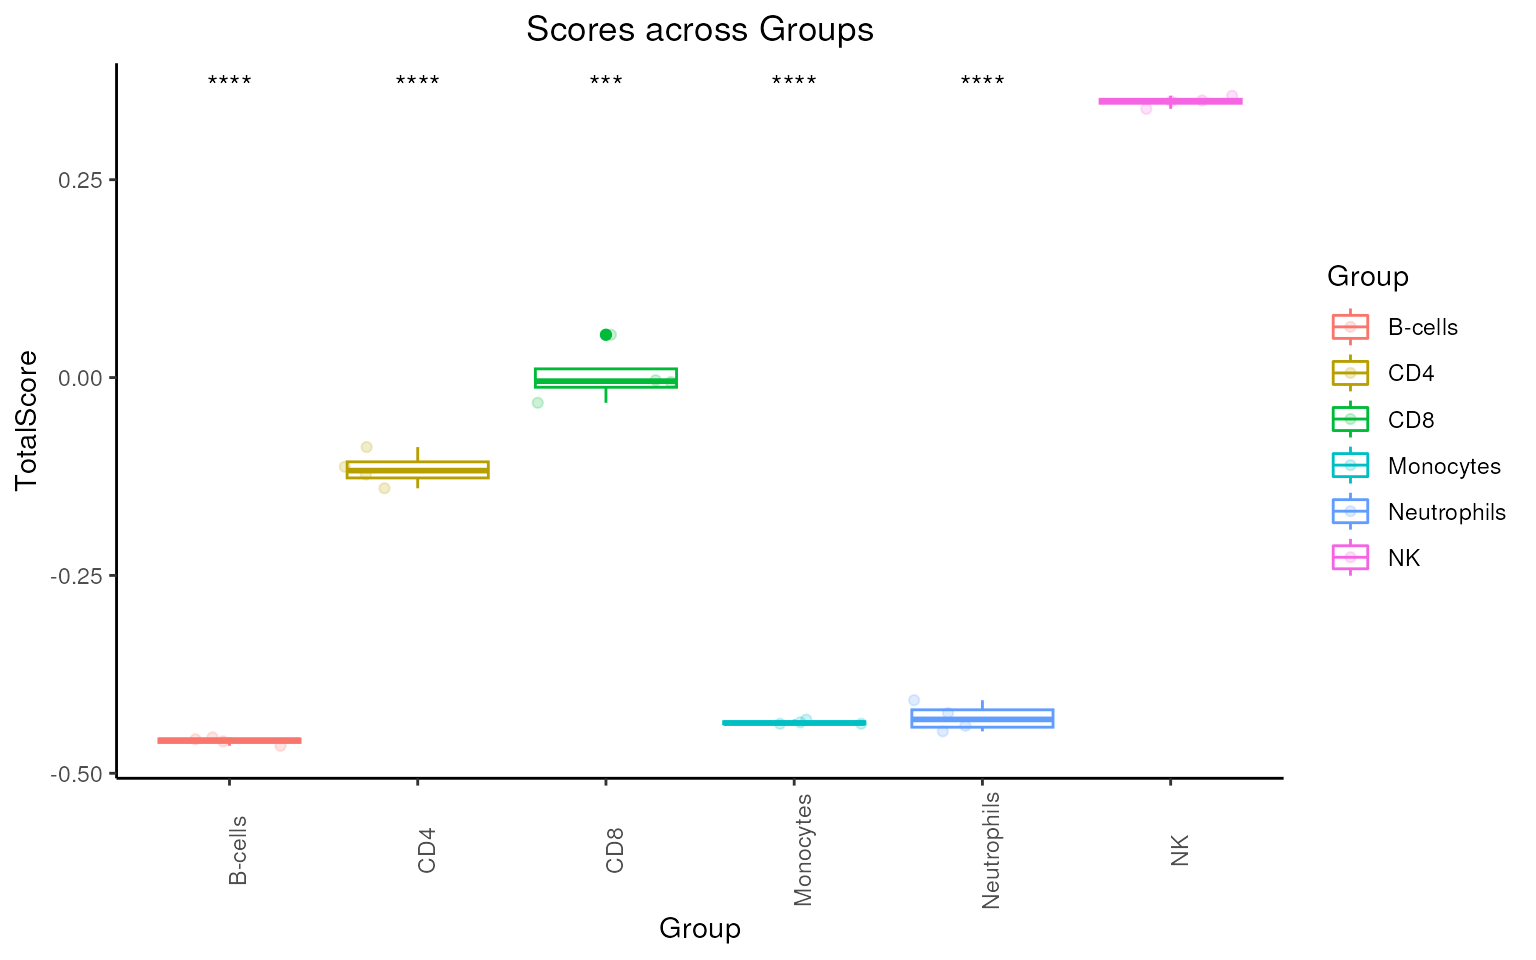 Scores across Groups
**** **** *** **** ****
TotalScore
0.25
0.00
-0.25
-0.50
B-cells
CD4
CD8
Monocytes
Neutrophils
NK
Group
Group
B-cells
CD4
CD8
Monocytes
Neutrophils
NK